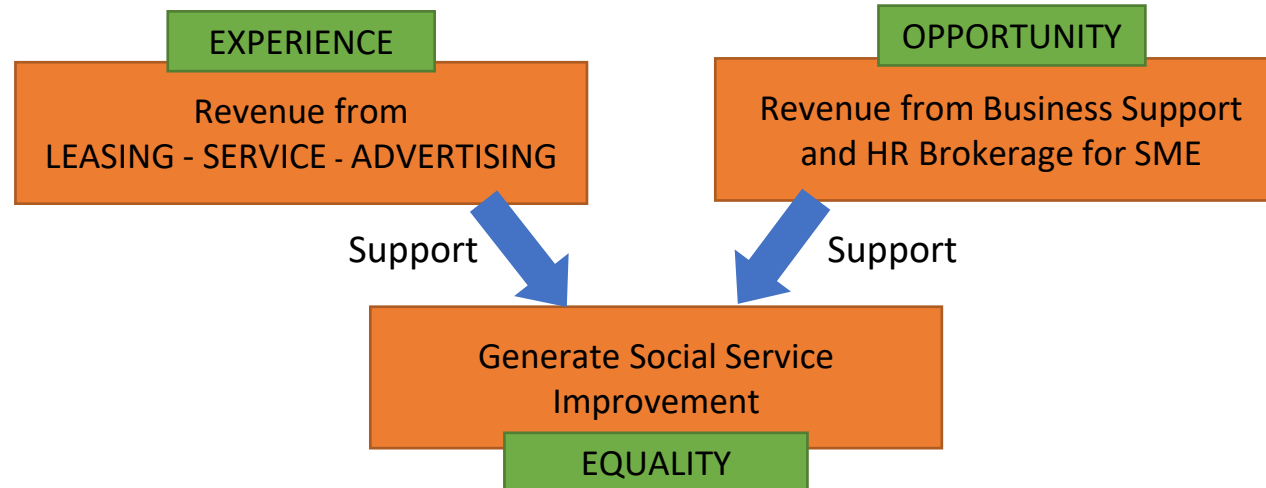 EXPERIENCE
Revenue from
LEASING - SERVICE - ADVERTISING
OPPORTUNITY
Revenue from Business Support
and HR Brokerage for SME
Support
Support
Generate Social Service
Improvement
EQUALITY